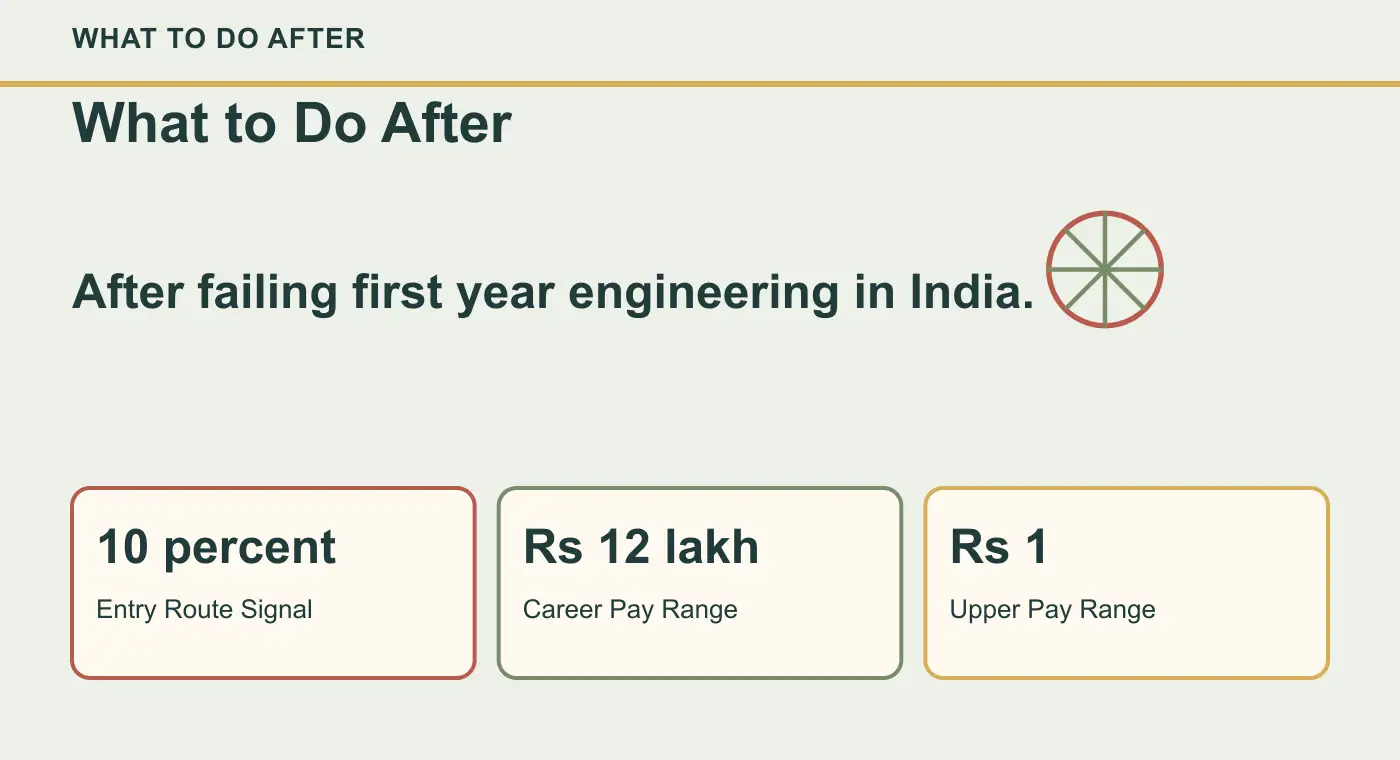 WHAT TO DO AFTER
What to Do After
After failing first year engineering in India.
10 percent
Entry Route Signal
Rs 12 lakh
Career Pay Range
Rs 1
Upper Pay Range